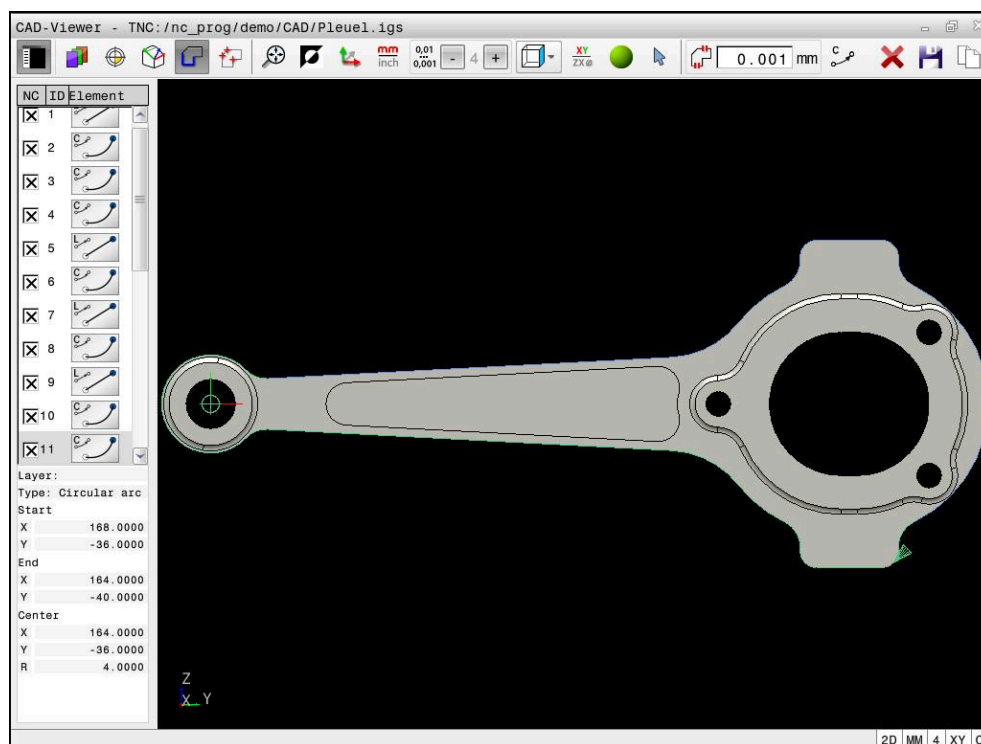 CAD-Viewer - TNC:/nc_prog/demo/CAD/Pleuel.igs
mm
inch
0,01
0,001
- 4 +
XY
ZX
0.001 mm
C
NC ID Element
1
2 C
3 C
4 C
5 L
6 C
7 L
8 C
9 L
10 C
11 C
Layer:
Type: Circular arc
Start
X 168.0000
Y -36.0000
End
X 164.0000
Y -40.0000
Center
X 164.0000
Y -36.0000
R 4.0000
Z
X Y
2D MM 4 XY